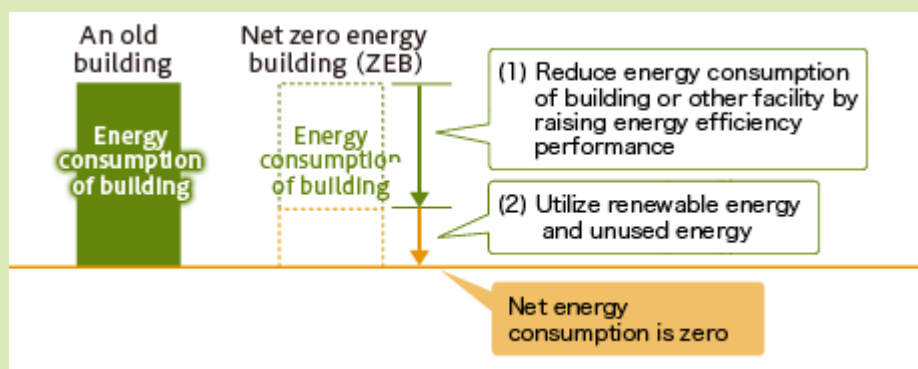 An old
building
Net zero energy
building (ZEB)
Energy
consumption
of building
Energy
consumption
of building
(1) Reduce energy consumption
of building or other facility by
raising energy efficiency
performance
(2) Utilize renewable energy
and unused energy
Net energy
consumption is zero